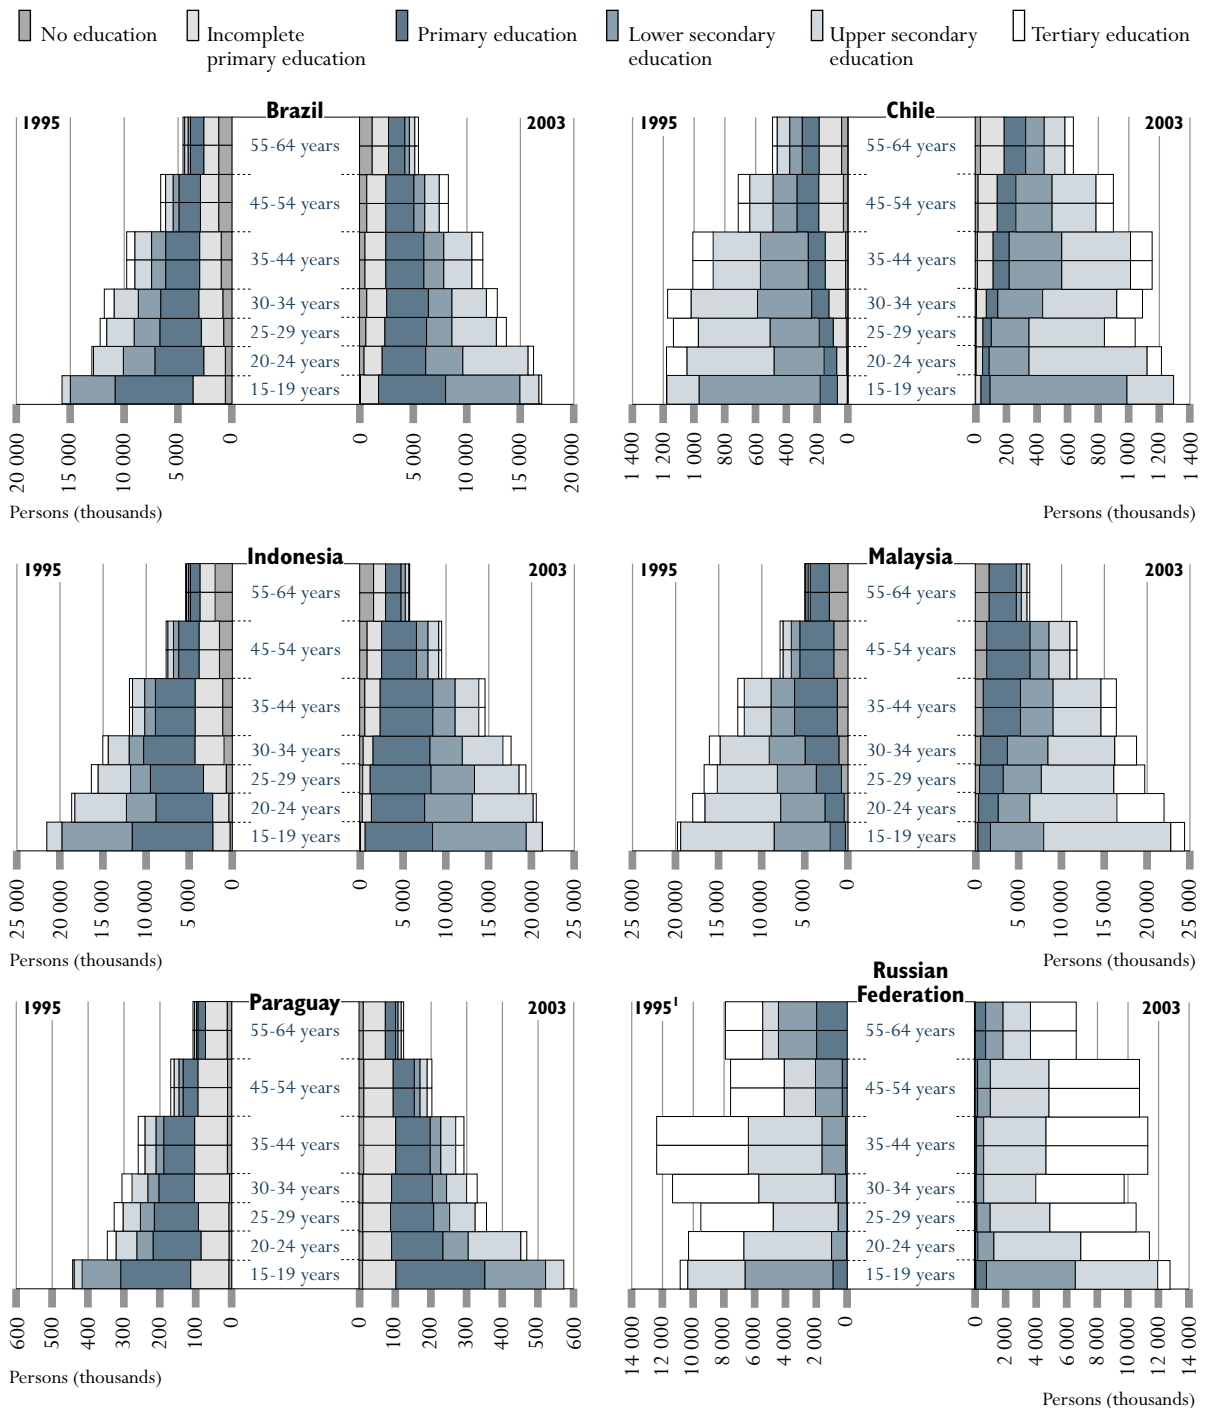 No education
Incomplete
primary education
Primary education
Lower secondary
education
Upper secondary
education
Tertiary education
Brazil
1995
2003
55-64 years
45-54 years
35-44 years
30-34 years
25-29 years
20-24 years
15-19 years
20 000 15 000 10 000 5 000 0
0 5 000 10 000 15 000 20 000
Persons (thousands)
Chile
1995
2003
55-64 years
45-54 years
35-44 years
30-34 years
25-29 years
20-24 years
15-19 years
1 400 1 200 1 000 800 600 400 200 0
0 200 400 600 800 1 000 1 200 1 400
Persons (thousands)
Indonesia
1995
2003
55-64 years
45-54 years
35-44 years
30-34 years
25-29 years
20-24 years
15-19 years
25 000 20 000 15 000 10 000 5 000 0
0 5 000 10 000 15 000 20 000 25 000
Persons (thousands)
Malaysia
1995
2003
55-64 years
45-54 years
35-44 years
30-34 years
25-29 years
20-24 years
15-19 years
25 000 20 000 15 000 10 000 5 000 0
0 5 000 10 000 15 000 20 000 25 000
Persons (thousands)
Paraguay
1995
2003
55-64 years
45-54 years
35-44 years
30-34 years
25-29 years
20-24 years
15-19 years
600 500 400 300 200 100 0
0 100 200 300 400 500 600
Persons (thousands)
Russian
Federation
1995¹
2003
55-64 years
45-54 years
35-44 years
30-34 years
25-29 years
20-24 years
15-19 years
14 000 12 000 10 000 8 000 6 000 4 000 2 000 0
0 2 000 4 000 6 000 8 000 10 000 12 000 14 000
Persons (thousands)